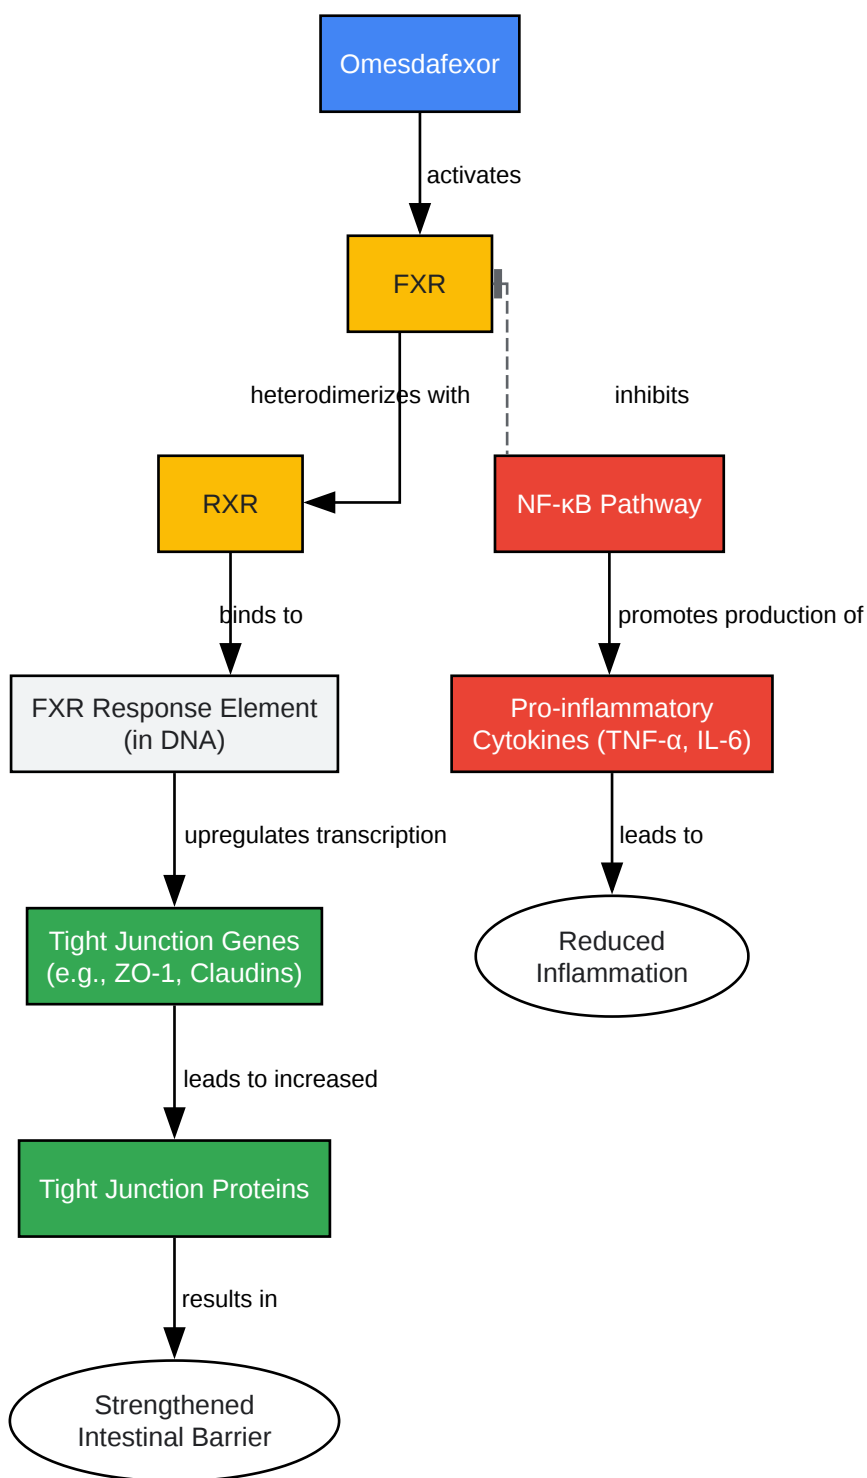 Omesdafexor
activates
FXR
heterodimerizes with
inhibits
RXR
NF-κB Pathway
binds to
promotes production of
FXR Response Element
(in DNA)
Pro-inflammatory
Cytokines (TNF-α, IL-6)
upregulates transcription
leads to
Tight Junction Genes
(e.g., ZO-1, Claudins)
Reduced
Inflammation
leads to increased
Tight Junction Proteins
results in
Strengthened
Intestinal Barrier